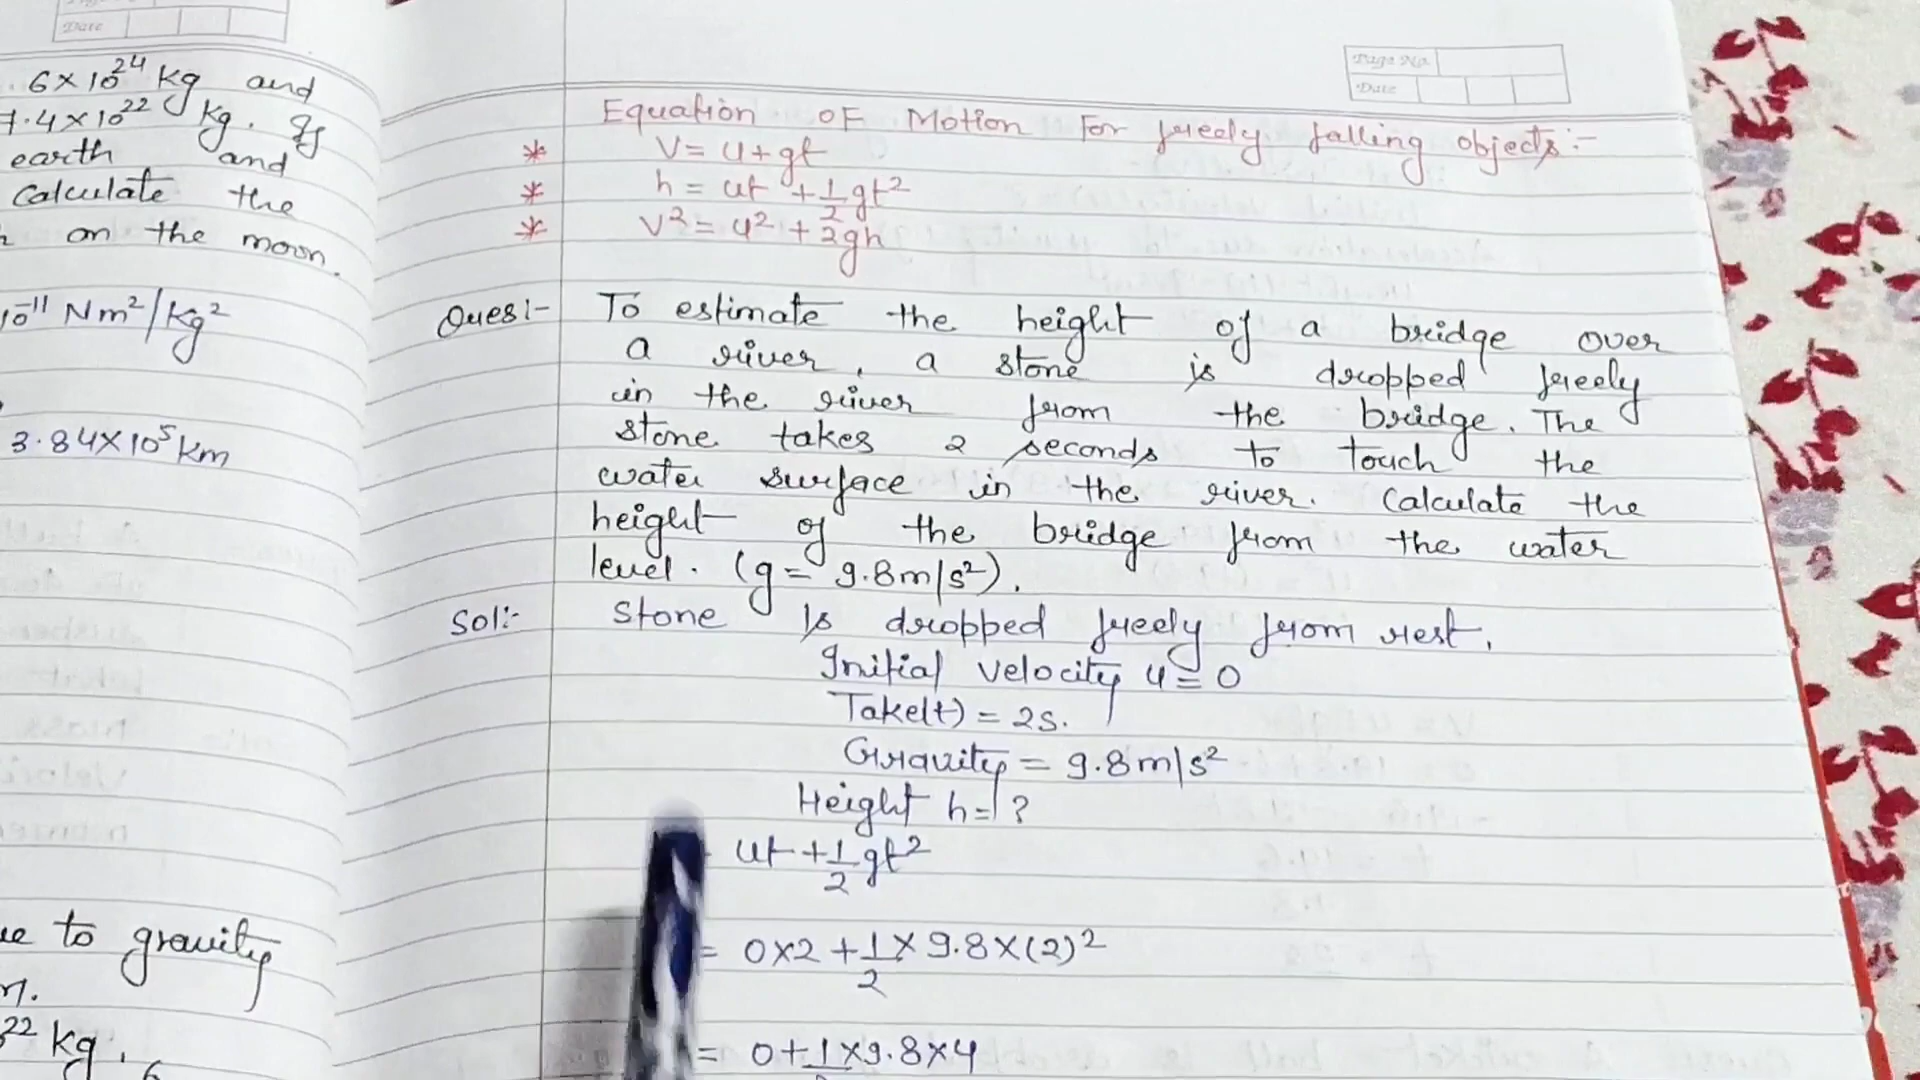 Date
6×10²⁴ kg and
7.4×10²² kg. If
earth and
Calculate the
on the moon.
10⁻¹¹ Nm²/kg²
3.84×10⁵ km
to gravity
22 kg.
Page No.
Date
Equation OF Motion For freely falling objects:-
* V = u+gt
* h = ut + 1/2 gt²
* V² = u² + 2gh
Ques:- To estimate the height of a bridge over
a river, a stone is dropped freely
in the river from the bridge. The
stone takes 2 seconds to touch the
water surface in the river. Calculate the
height of the bridge from the water
level. (g = 9.8m/s²).
Sol:- Stone is dropped freely from rest.
Initial velocity u = 0
Take(t) = 2s.
Gravity = 9.8m/s²
Height h = ?
ut + 1/2 gt²
= 0×2 + 1/2 × 9.8×(2)²
= 0+1×9.8×4